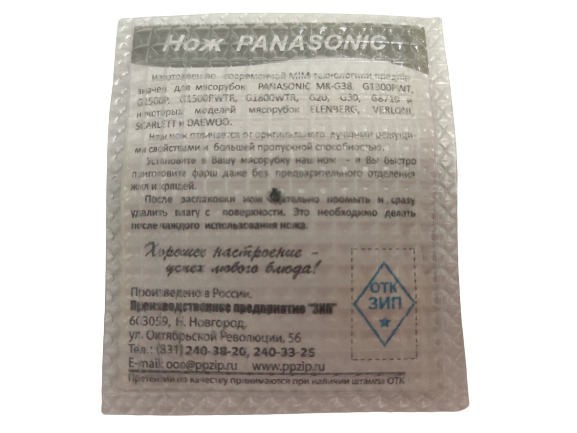 Нож PANASONIC
Изготовлен по современной MIM-технологии, предна-
значен для мясорубок PANASONIC MK-G38, G1300PWT,
G1500P, G1500PWTR, G1800WTR, G20, G30, G8710 и
некоторых моделей мясорубок ELENBERG, VERLONI,
SCARLETT и DAEWOO.
Наш нож отличается от оригинального лучшими режущи-
ми свойствами и большей пропускной способностью.
Установите в Вашу мясорубку наш нож - и Вы быстро
приготовите фарш даже без предварительного отделения
жил и хрящей.
После распаковки нож тщательно промыть и сразу
удалить влагу с поверхности. Это необходимо делать
после каждого использования ножа.
Хорошее настроение -
успех любого блюда!
Произведено в России.
Производственное предприятие "ЗИП"
603059, Н. Новгород,
ул. Октябрьской Революции, 56
Тел.: (831) 240-38-20, 240-33-25
E-mail: ooo@ppzip.ru www.ppzip.ru
ОТК
ЗИП
Претензии по качеству принимаются при наличии штампа ОТК